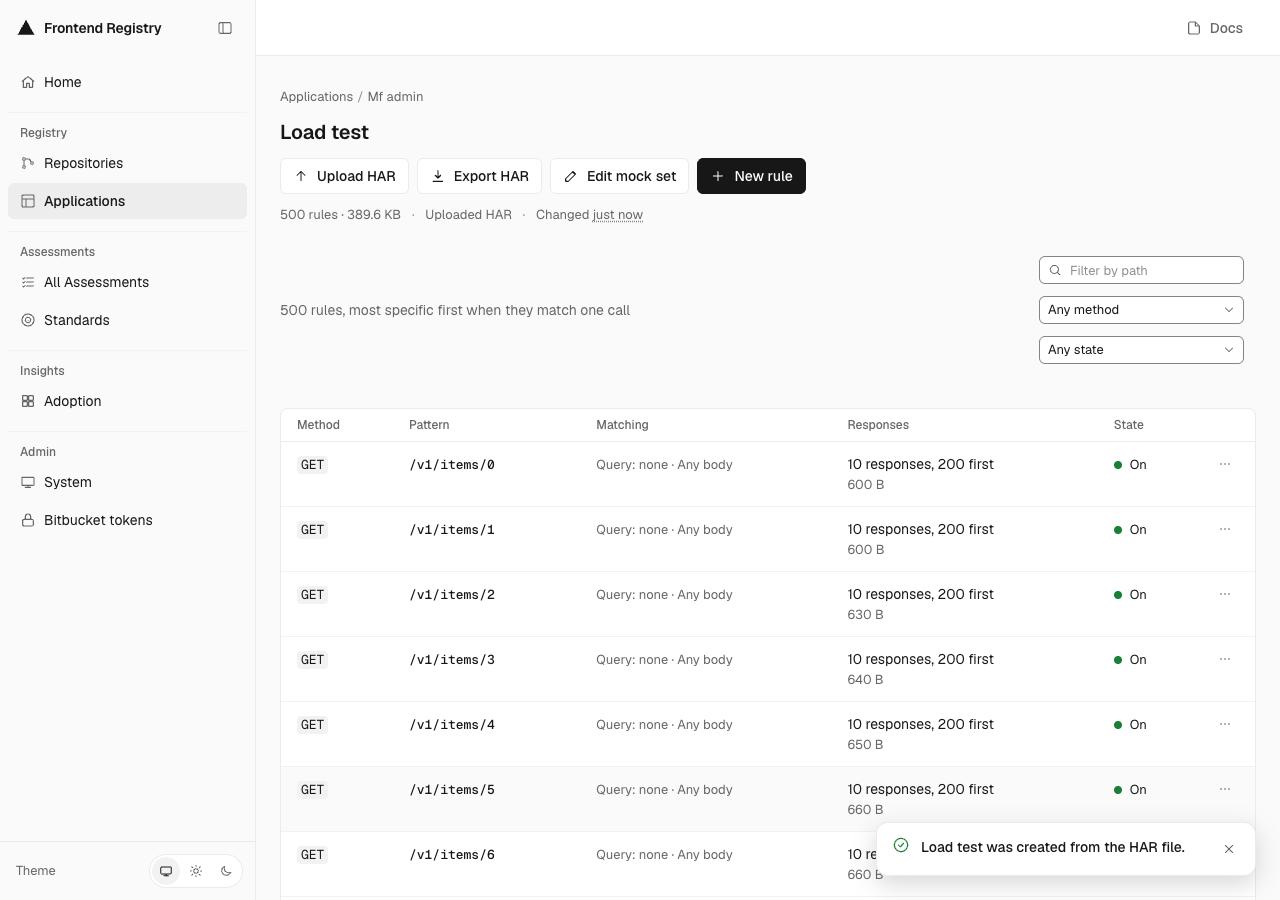 Frontend Registry
Docs
Home
Registry
Repositories
Applications
Assessments
All Assessments
Standards
Insights
Adoption
Admin
System
Bitbucket tokens
Theme
Applications / Mf admin
Load test
Upload HAR
Export HAR
Edit mock set
New rule
500 rules · 389.6 KB · Uploaded HAR · Changed just now
Filter by path
500 rules, most specific first when they match one call
Any method
Any state
Method Pattern Matching Responses State
GET /v1/items/0 Query: none · Any body 10 responses, 200 first On
600 B
GET /v1/items/1 Query: none · Any body 10 responses, 200 first On
600 B
GET /v1/items/2 Query: none · Any body 10 responses, 200 first On
630 B
GET /v1/items/3 Query: none · Any body 10 responses, 200 first On
640 B
GET /v1/items/4 Query: none · Any body 10 responses, 200 first On
650 B
GET /v1/items/5 Query: none · Any body 10 responses, 200 first On
660 B
GET /v1/items/6 Query: none · Any body 10
660 B
Load test was created from the HAR file.